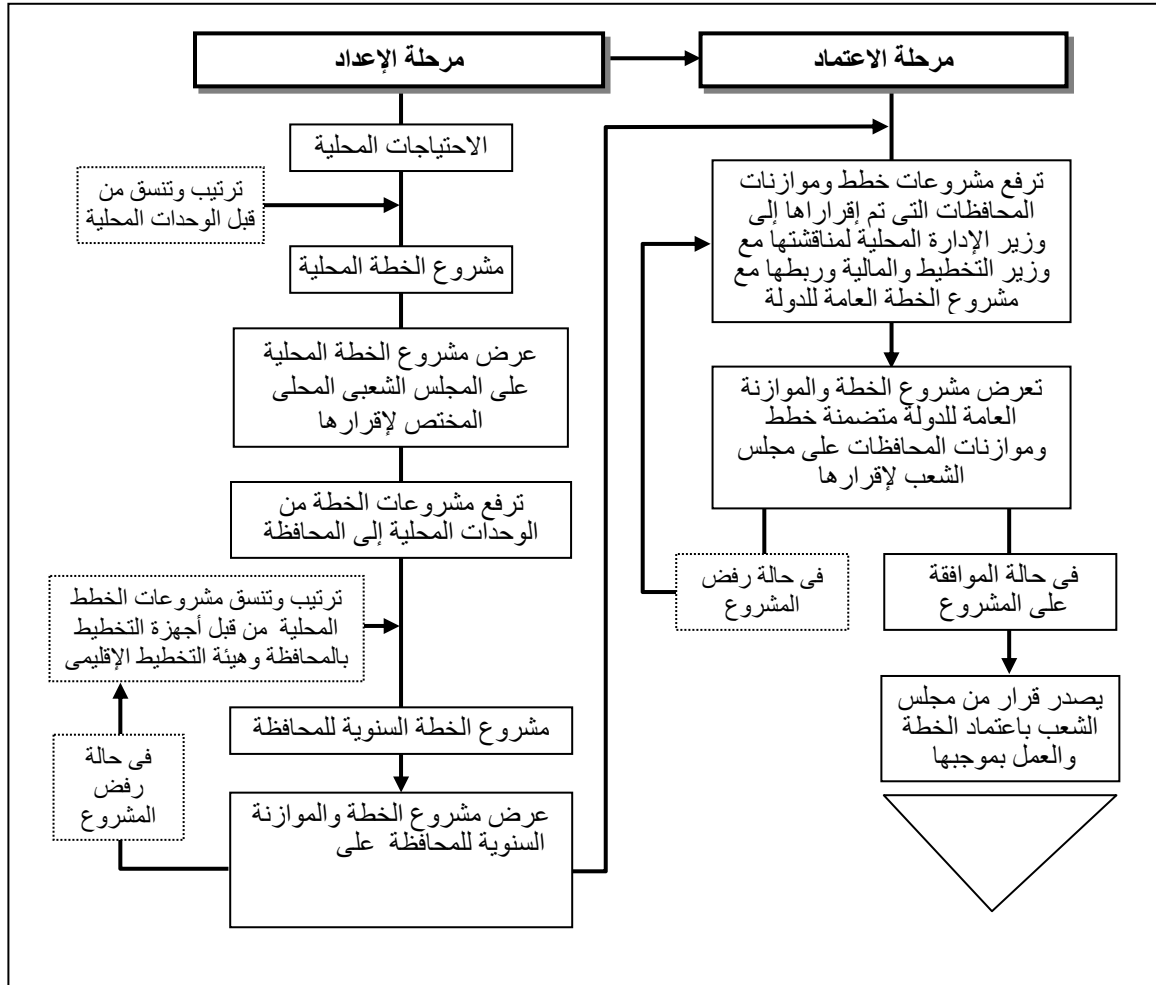 مرحلة الإعداد
مرحلة الاعتماد
الاحتياجات المحلية
ترتيب وتنسق من
قبل الوحدات المحلية
مشروع الخطة المحلية
عرض مشروع الخطة المحلية
على المجلس الشعبى المحلى
المختص لإقرارها
ترفع مشروعات الخطة من
الوحدات المحلية إلى المحافظة
ترتيب وتنسق مشروعات الخطط
المحلية من قبل أجهزة التخطيط
بالمحافظة وهيئة التخطيط الإقليمى
مشروع الخطة السنوية للمحافظة
فى حالة
رفض
المشروع
عرض مشروع الخطة والموازنة
السنوية للمحافظة على
ترفع مشروعات خطط وموازنات
المحافظات التى تم إقراراها إلى
وزير الإدارة المحلية لمناقشتها مع
وزير التخطيط والمالية وربطها مع
مشروع الخطة العامة للدولة
تعرض مشروع الخطة والموازنة
العامة للدولة متضمنة خطط
وموازنات المحافظات على مجلس
الشعب لإقرارها
فى حالة رفض
المشروع
فى حالة الموافقة
على المشروع
يصدر قرار من مجلس
الشعب باعتماد الخطة
والعمل بموجبها